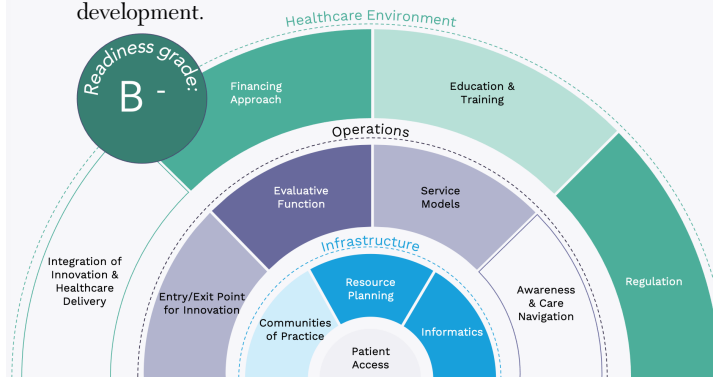 development.
Healthcare Environment
Readiness grade:
B -
Financing
Approach
Education &
Training
Operations
Evaluative
Function
Service
Models
Infrastructure
Integration of
Innovation &
Healthcare
Delivery
Entry/Exit Point
for Innovation
Resource
Planning
Awareness
& Care
Navigation
Regulation
Communities
of Practice
Informatics
Patient
Access